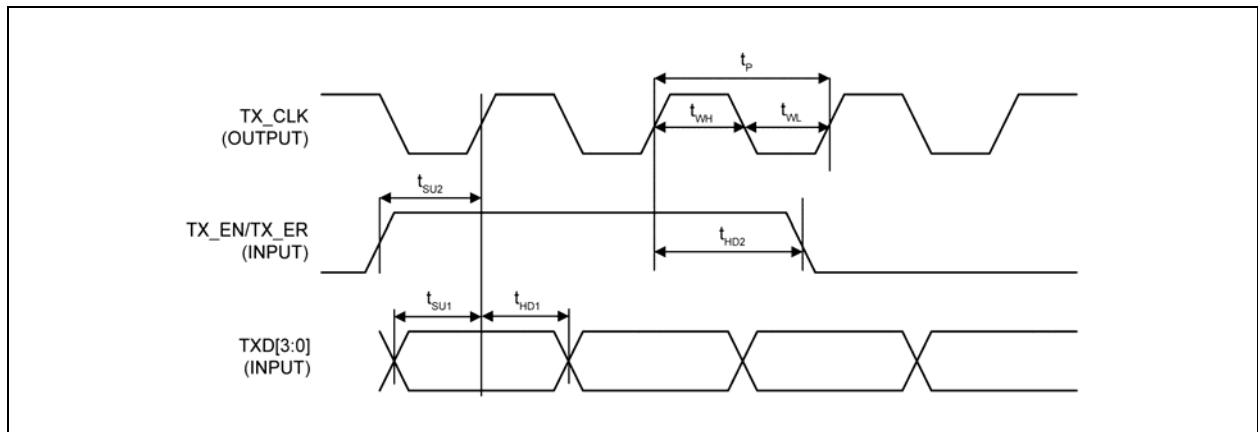 t_P
TX_CLK
(OUTPUT)
t_WH
t_WL
t_SU2
TX_EN/TX_ER
(INPUT)
t_HD2
t_SU1
t_HD1
TXD[3:0]
(INPUT)